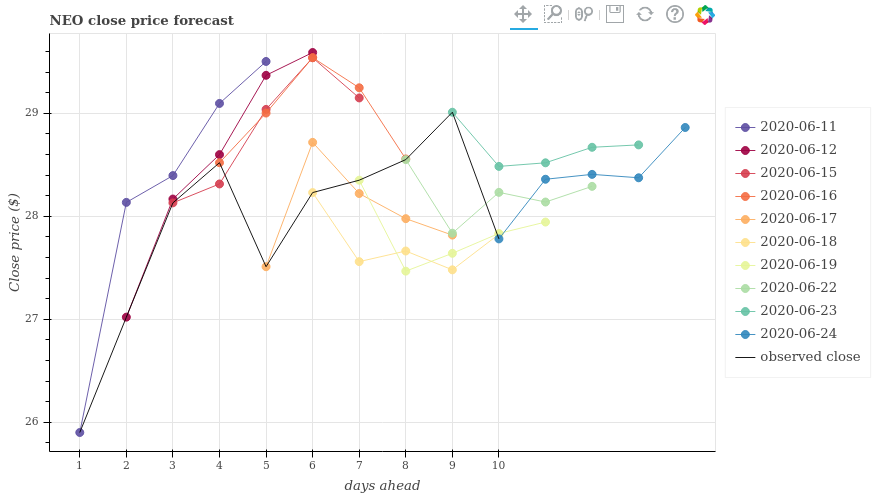 NEO close price forecast
Close price ($)
29
28
27
26
1 2 3 4 5 6 7 8 9 10
days ahead
2020-06-11
2020-06-12
2020-06-15
2020-06-16
2020-06-17
2020-06-18
2020-06-19
2020-06-22
2020-06-23
2020-06-24
observed close